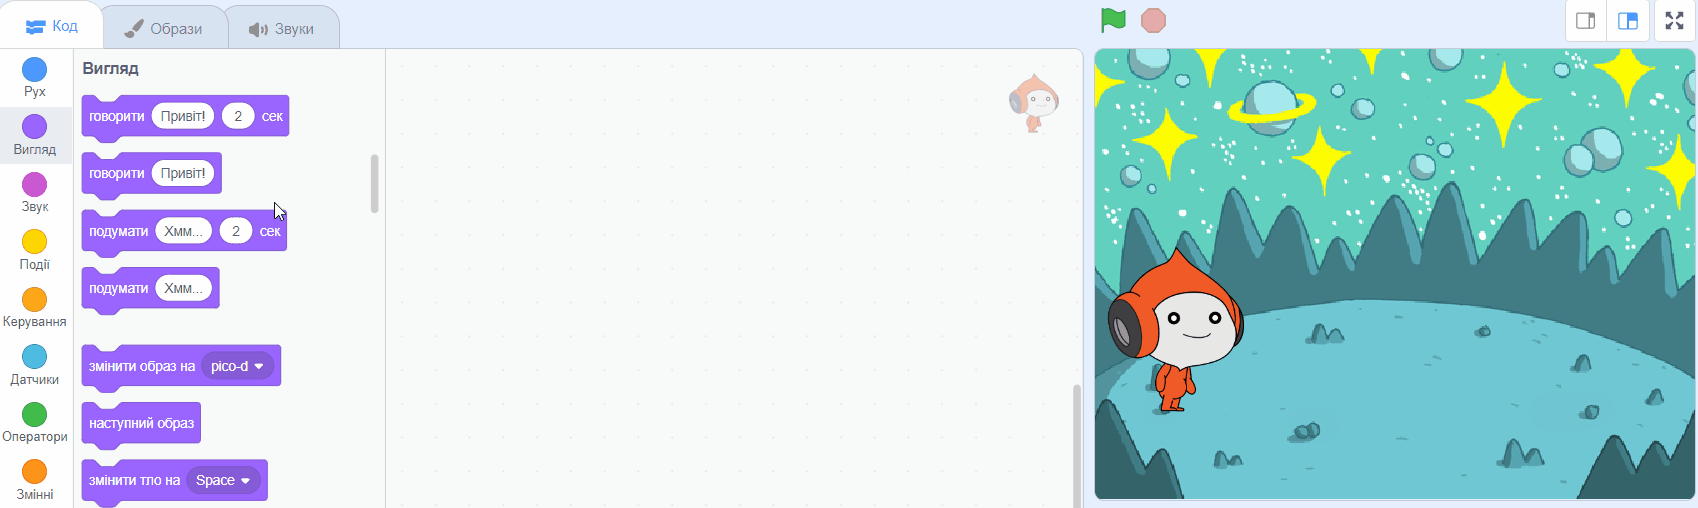 Код
Образи
Звуки
Рух
Вигляд
Звук
Події
Керування
Датчики
Оператори
Змінні
Вигляд
говорити Привіт! 2 сек
говорити Привіт!
подумати Хмм... 2 сек
подумати Хмм...
змінити образ на pico-d
наступний образ
змінити тло на Space